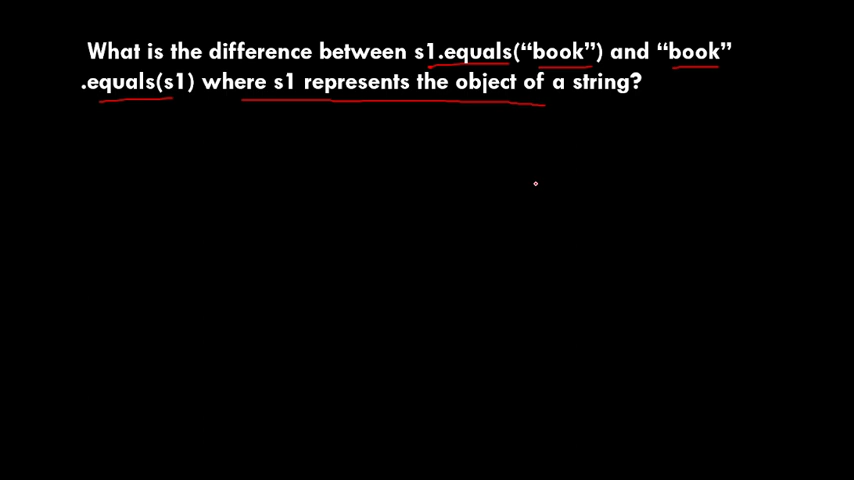 What is the difference between s1.equals(“book”) and “book”
.equals(s1) where s1 represents the object of a string?